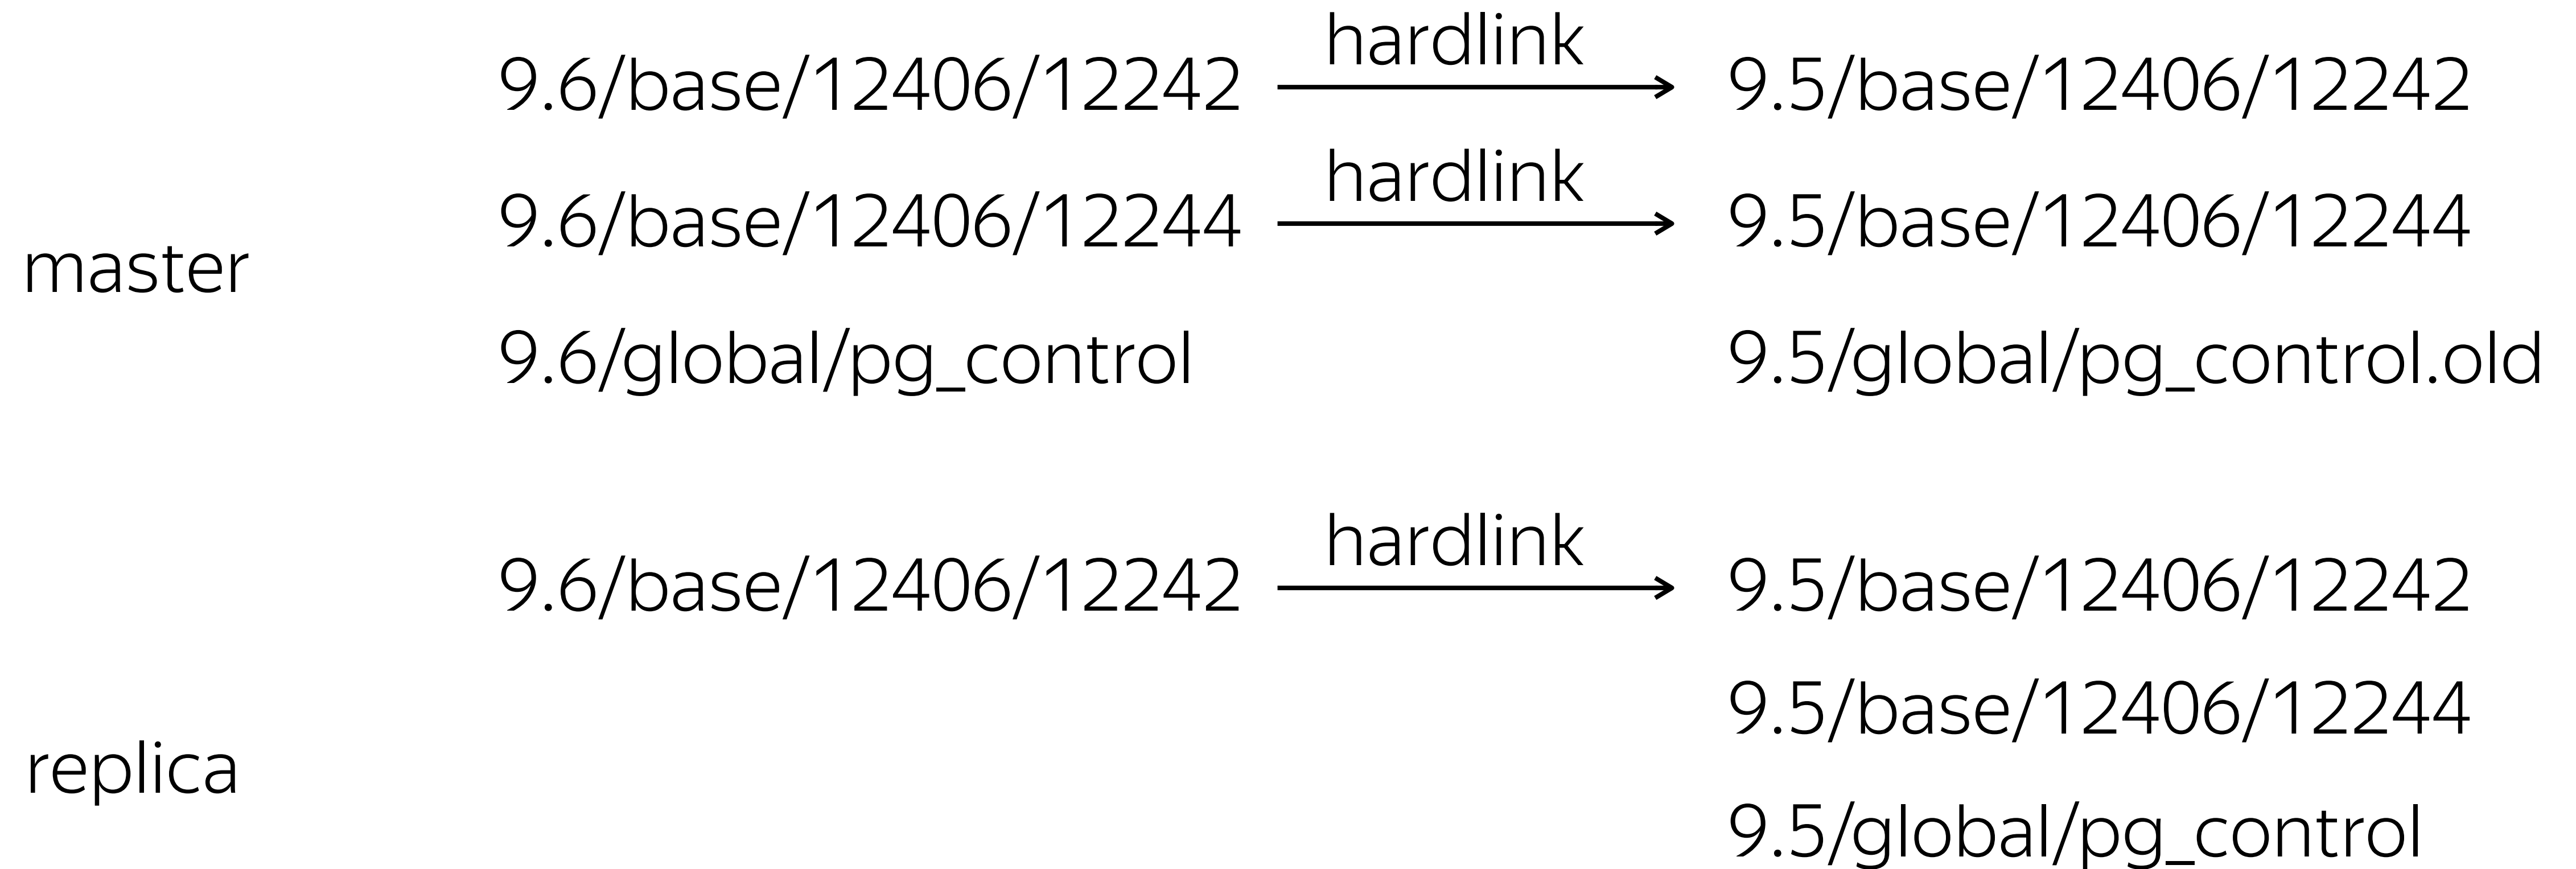 hardlink
9.6/base/12406/12242 9.5/base/12406/12242
hardlink
9.6/base/12406/12244 9.5/base/12406/12244
master
9.6/global/pg_control 9.5/global/pg_control.old
hardlink
9.6/base/12406/12242 9.5/base/12406/12242
9.5/base/12406/12244
replica
9.5/global/pg_control